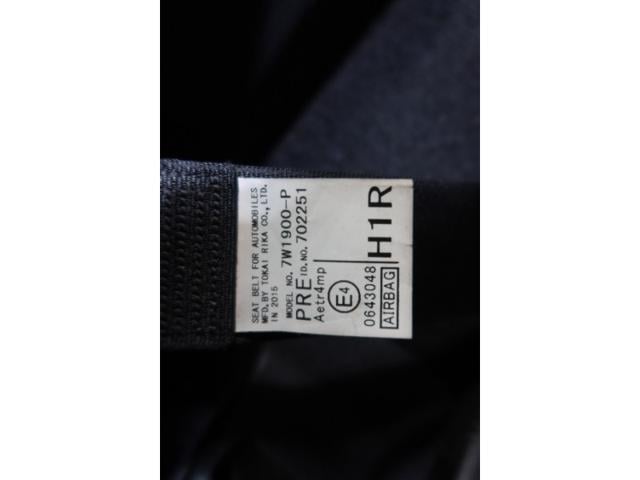 SEAT BELT FOR AUTOMOBILES
MFD.BY TOKAI RIKA CO.,LTD.
IN 2015
MODEL NO. 7W1900-P
PRE ID.NO. 702251
Aetr4mp
E4
0643048
AIRBAG
H1R